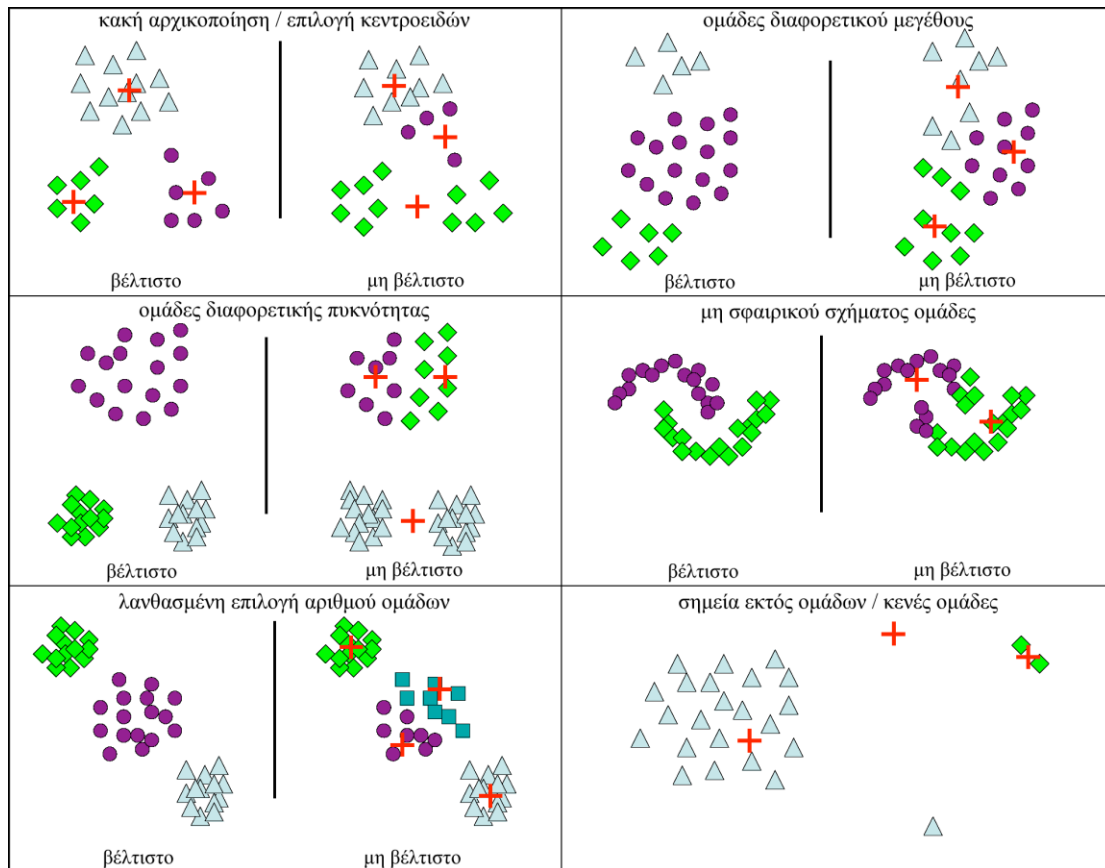 κακή αρχικοποίηση / επιλογή κεντροειδών
βέλτιστο
μη βέλτιστο
ομάδες διαφορετικού μεγέθους
βέλτιστο
μη βέλτιστο
ομάδες διαφορετικής πυκνότητας
βέλτιστο
μη βέλτιστο
μη σφαιρικού σχήματος ομάδες
βέλτιστο
μη βέλτιστο
λανθασμένη επιλογή αριθμού ομάδων
βέλτιστο
μη βέλτιστο
σημεία εκτός ομάδων / κενές ομάδες